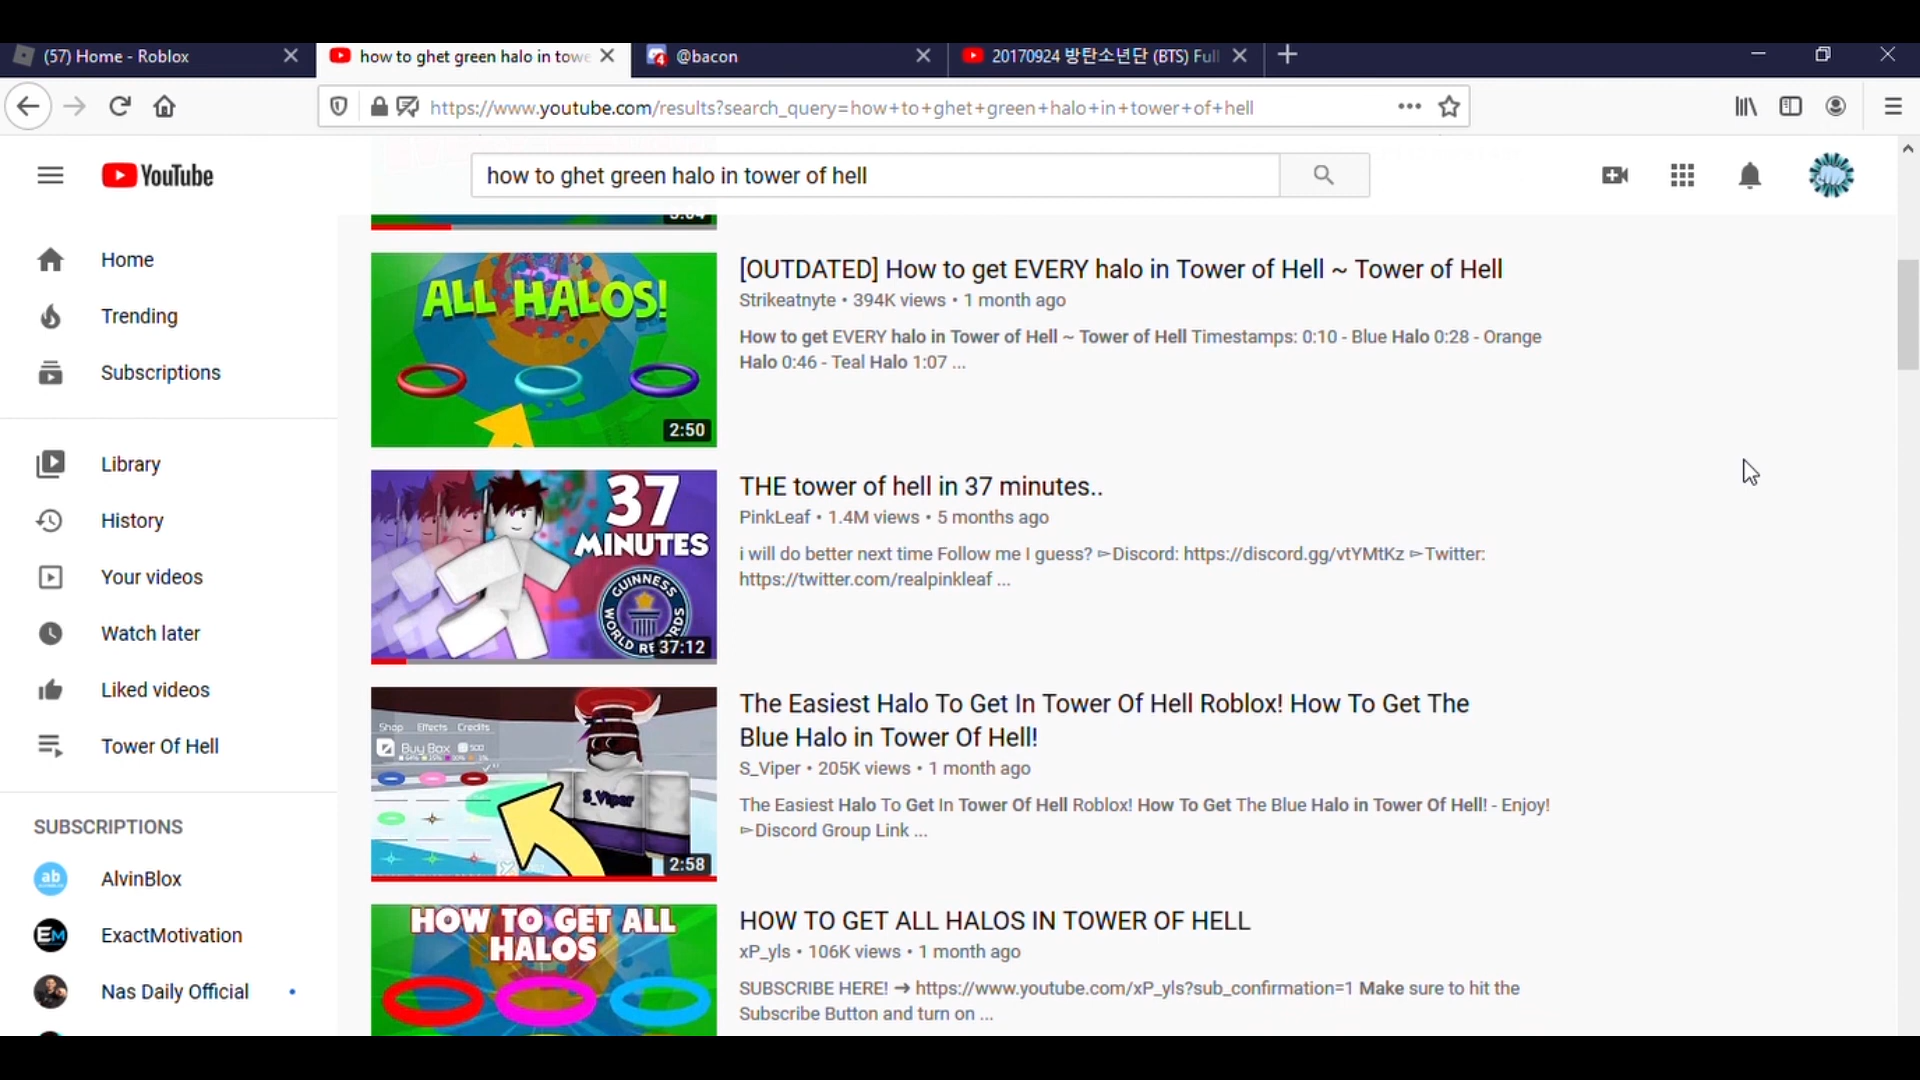 (57) Home - Roblox
how to ghet green halo in towe
@bacon
20170924 방탄소년단 (BTS) Full
https://www.youtube.com/results?search_query=how+to+ghet+green+halo+in+tower+of+hell
YouTube
how to ghet green halo in tower of hell
Home
Trending
Subscriptions
Library
History
Your videos
Watch later
Liked videos
Tower Of Hell
SUBSCRIPTIONS
ab
AlvinBlox
EM
ExactMotivation
Nas Daily Official
ALL HALOS!
2:50
[OUTDATED] How to get EVERY halo in Tower of Hell ~ Tower of Hell
Strikeatnyte • 394K views • 1 month ago
How to get EVERY halo in Tower of Hell ~ Tower of Hell Timestamps: 0:10 - Blue Halo 0:28 - Orange
Halo 0:46 - Teal Halo 1:07 ...
37
MINUTES
GUINNESS
WORLD RE
37:12
THE tower of hell in 37 minutes..
PinkLeaf • 1.4M views • 5 months ago
i will do better next time Follow me I guess? ➳Discord: https://discord.gg/vtYMtKz ➳Twitter:
https://twitter.com/realpinkleaf ...
Shop Effects Credits
Buy Box 500
S_Viper
2:58
The Easiest Halo To Get In Tower Of Hell Roblox! How To Get The
Blue Halo in Tower Of Hell!
S_Viper • 205K views • 1 month ago
The Easiest Halo To Get In Tower Of Hell Roblox! How To Get The Blue Halo in Tower Of Hell! - Enjoy!
➳Discord Group Link ...
HOW TO GET ALL
HALOS
HOW TO GET ALL HALOS IN TOWER OF HELL
xP_yls • 106K views • 1 month ago
SUBSCRIBE HERE! ➜ https://www.youtube.com/xP_yls?sub_confirmation=1 Make sure to hit the
Subscribe Button and turn on ...